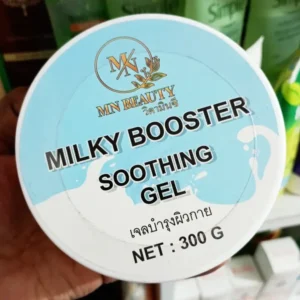 MN
MN BEAUTY
วิตามินซี
MILKY BOOSTER
SOOTHING
GEL
เจลบำรุงผิวกาย
NET : 300 G